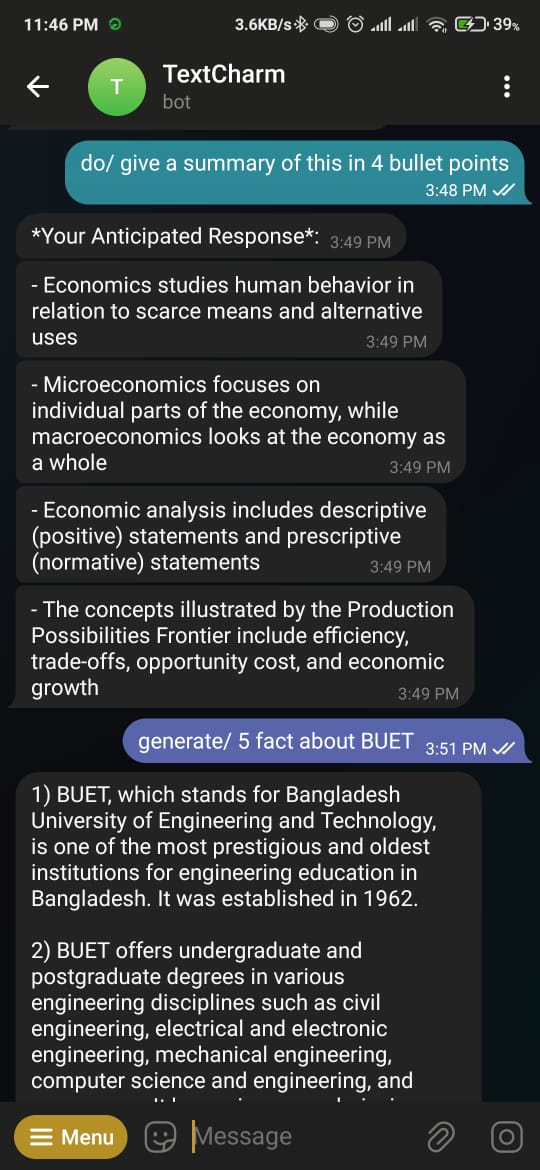 11:46 PM 3.6KB/s 39%
T
TextCharm
bot
do/ give a summary of this in 4 bullet points
3:48 PM
*Your Anticipated Response*: 3:49 PM
- Economics studies human behavior in
relation to scarce means and alternative
uses 3:49 PM
- Microeconomics focuses on
individual parts of the economy, while
macroeconomics looks at the economy as
a whole 3:49 PM
- Economic analysis includes descriptive
(positive) statements and prescriptive
(normative) statements 3:49 PM
- The concepts illustrated by the Production
Possibilities Frontier include efficiency,
trade-offs, opportunity cost, and economic
growth 3:49 PM
generate/ 5 fact about BUET 3:51 PM
1) BUET, which stands for Bangladesh
University of Engineering and Technology,
is one of the most prestigious and oldest
institutions for engineering education in
Bangladesh. It was established in 1962.
2) BUET offers undergraduate and
postgraduate degrees in various
engineering disciplines such as civil
engineering, electrical and electronic
engineering, mechanical engineering,
computer science and engineering, and
Menu Message